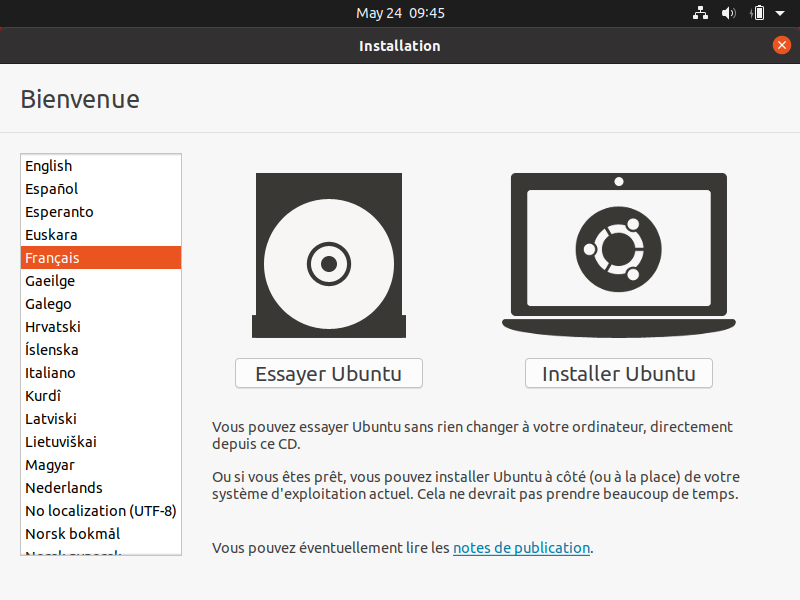 May 24 09:45
Installation
Bienvenue
English
Español
Esperanto
Euskara
Français
Gaeilge
Galego
Hrvatski
Íslenska
Italiano
Kurdî
Latviski
Lietuviškai
Magyar
Nederlands
No localization (UTF-8)
Norsk bokmål
Essayer Ubuntu
Installer Ubuntu
Vous pouvez essayer Ubuntu sans rien changer à votre ordinateur, directement
depuis ce CD.
Ou si vous êtes prêt, vous pouvez installer Ubuntu à côté (ou à la place) de votre
système d'exploitation actuel. Cela ne devrait pas prendre beaucoup de temps.
Vous pouvez éventuellement lire les notes de publication.